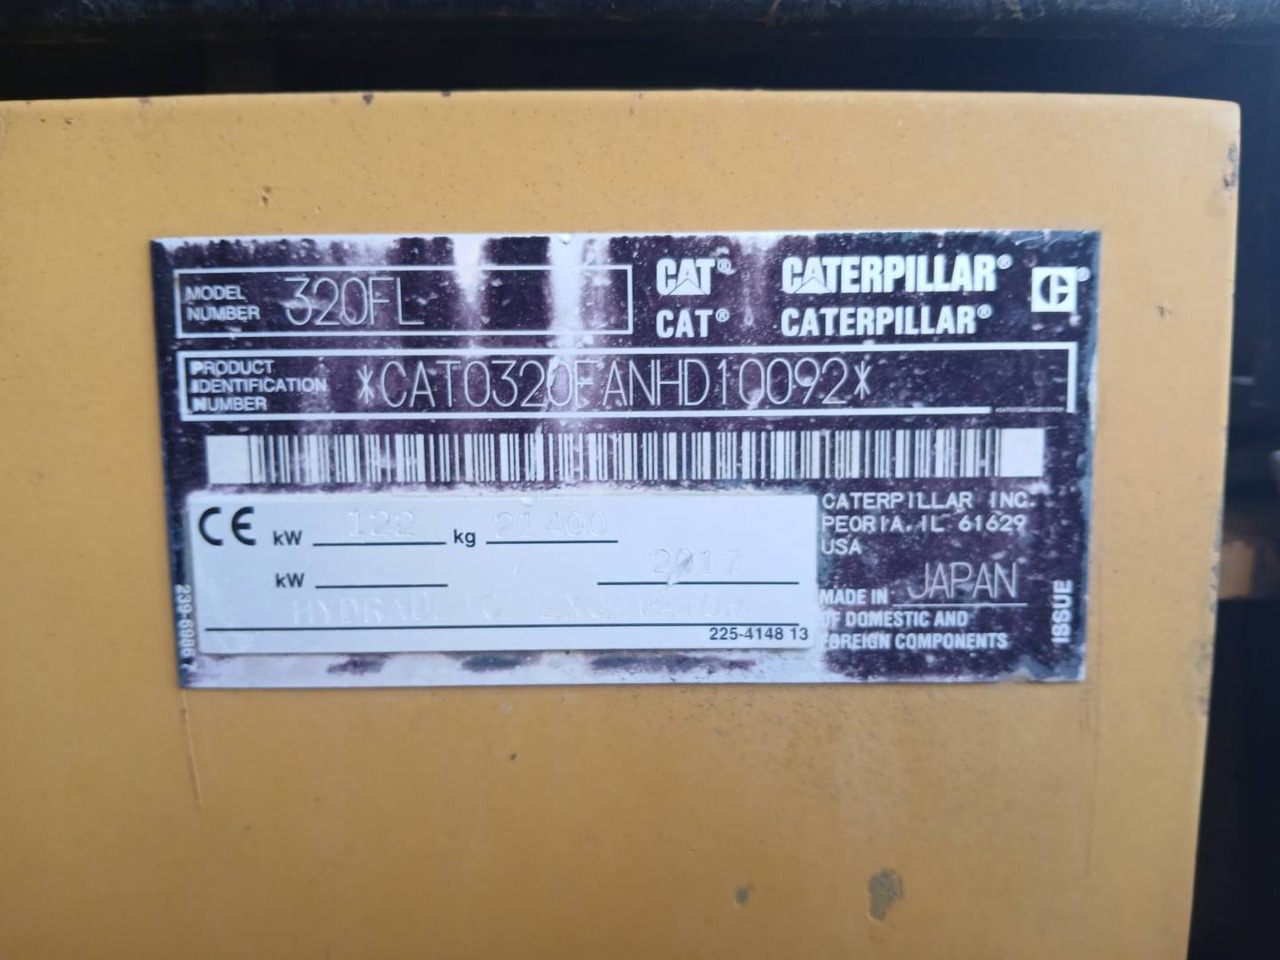 MODEL NUMBER 320FL
CAT® CATERPILLAR® ®
CAT® CATERPILLAR®
PRODUCT IDENTIFICATION NUMBER *CAT0320FANHD10092*
CE kW 122 kg 21400
kW 2017
HYDRAULIC EXCAVATOR
225-4148 13
CATERPILLAR INC.
PEORIA, IL 61629
USA
MADE IN JAPAN
OF DOMESTIC AND
FOREIGN COMPONENTS
ISSUE
239-6986